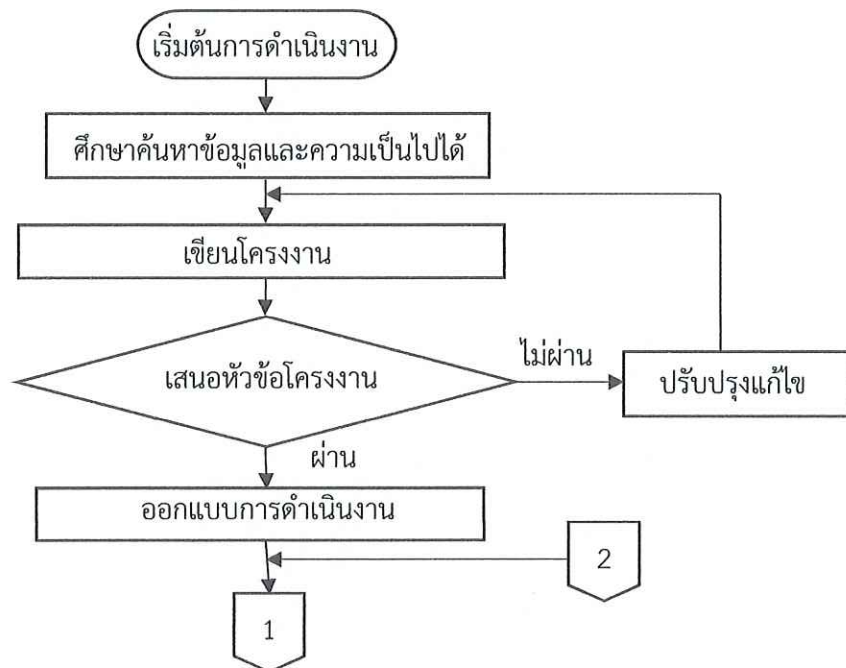 เริ่มต้นการดำเนินงาน
ศึกษาค้นหาข้อมูลและความเป็นไปได้
เขียนโครงงาน
เสนอหัวข้อโครงงาน
ไม่ผ่าน
ปรับปรุงแก้ไข
ผ่าน
ออกแบบการดำเนินงาน
2
1